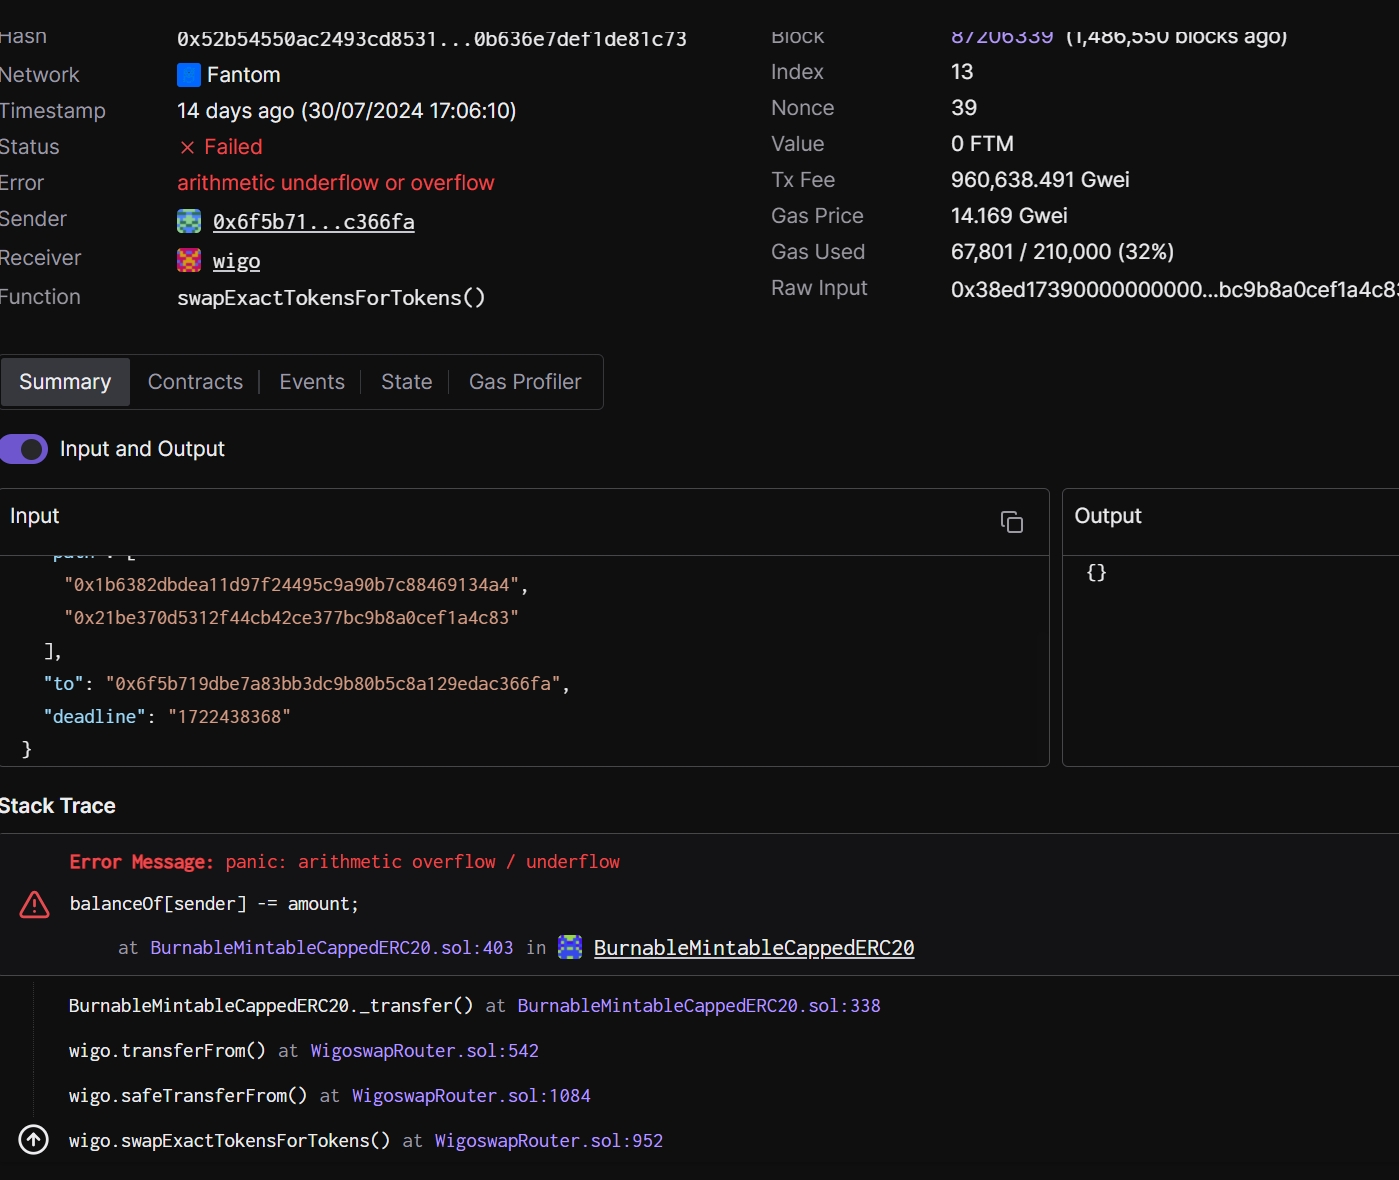 Hash 0x52b54550ac2493cd8531...0b636e7def1de81c73
Network Fantom
Timestamp 14 days ago (30/07/2024 17:06:10)
Status × Failed
Error arithmetic underflow or overflow
Sender 0x6f5b71...c366fa
Receiver wigo
Function swapExactTokensForTokens()
Block 87206339 (1,486,550 blocks ago)
Index 13
Nonce 39
Value 0 FTM
Tx Fee 960,638.491 Gwei
Gas Price 14.169 Gwei
Gas Used 67,801 / 210,000 (32%)
Raw Input 0x38ed17390000000000...bc9b8a0cef1a4c83
Summary Contracts Events State Gas Profiler
Input and Output
Input
"path": [
"0x1b6382dbdea11d97f24495c9a90b7c88469134a4",
"0x21be370d5312f44cb42ce377bc9b8a0cef1a4c83"
],
"to": "0x6f5b719dbe7a83bb3dc9b80b5c8a129edac366fa",
"deadline": "1722438368"
}
Output
{}
Stack Trace
Error Message: panic: arithmetic overflow / underflow
balanceOf[sender] -= amount;
at BurnableMintableCappedERC20.sol:403 in BurnableMintableCappedERC20
BurnableMintableCappedERC20._transfer() at BurnableMintableCappedERC20.sol:338
wigo.transferFrom() at WigoswapRouter.sol:542
wigo.safeTransferFrom() at WigoswapRouter.sol:1084
wigo.swapExactTokensForTokens() at WigoswapRouter.sol:952